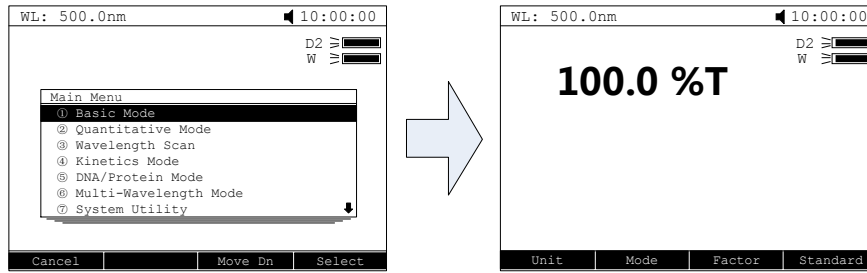 WL: 500.0nm 10:00:00
D2
W
Main Menu
① Basic Mode
② Quantitative Mode
③ Wavelength Scan
④ Kinetics Mode
⑤ DNA/Protein Mode
⑥ Multi-Wavelength Mode
⑦ System Utility
Cancel Move Dn Select
WL: 500.0nm 10:00:00
D2
W
100.0 %T
Unit Mode Factor Standard